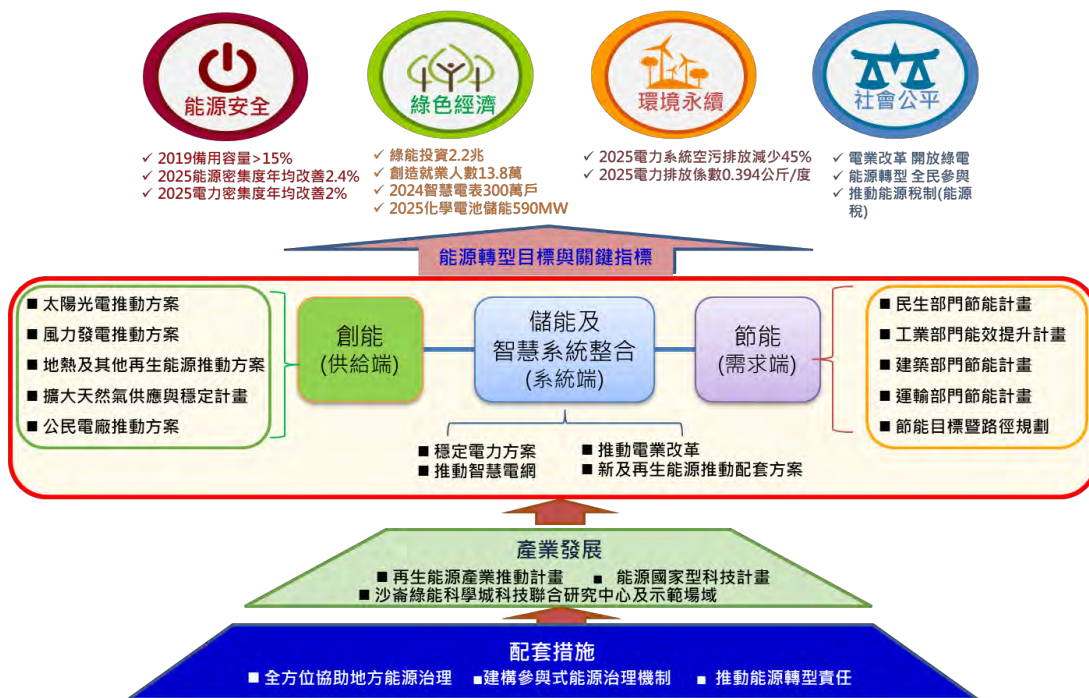 能源安全
✓ 2019備用容量>15%
✓ 2025能源密集度年均改善2.4%
✓ 2025電力密集度年均改善2%
綠色經濟
✓ 綠能投資2.2兆
✓ 創造就業人數13.8萬
✓ 2024智慧電表300萬戶
✓ 2025化學電池儲能590MW
環境永續
✓ 2025電力系統空污排放減少45%
✓ 2025電力排放係數0.394公斤/度
社會公平
✓ 電業改革 開放綠電
✓ 能源轉型 全民參與
✓ 推動能源稅制(能源
稅)
能源轉型目標與關鍵指標
■ 太陽光電推動方案
■ 風力發電推動方案
■ 地熱及其他再生能源推動方案
■ 擴大天然氣供應與穩定計畫
■ 公民電廠推動方案
創能
(供給端)
儲能及
智慧系統整合
(系統端)
節能
(需求端)
■ 民生部門節能計畫
■ 工業部門能效提升計畫
■ 建築部門節能計畫
■ 運輸部門節能計畫
■ 節能目標暨路徑規劃
■ 穩定電力方案
■ 推動智慧電網
■ 推動電業改革
■ 新及再生能源推動配套方案
產業發展
■ 再生能源產業推動計畫 ■ 能源國家型科技計畫
■ 沙崙綠能科學城科技聯合研究中心及示範場域
配套措施
■ 全方位協助地方能源治理 ■建構參與式能源治理機制 ■ 推動能源轉型責任